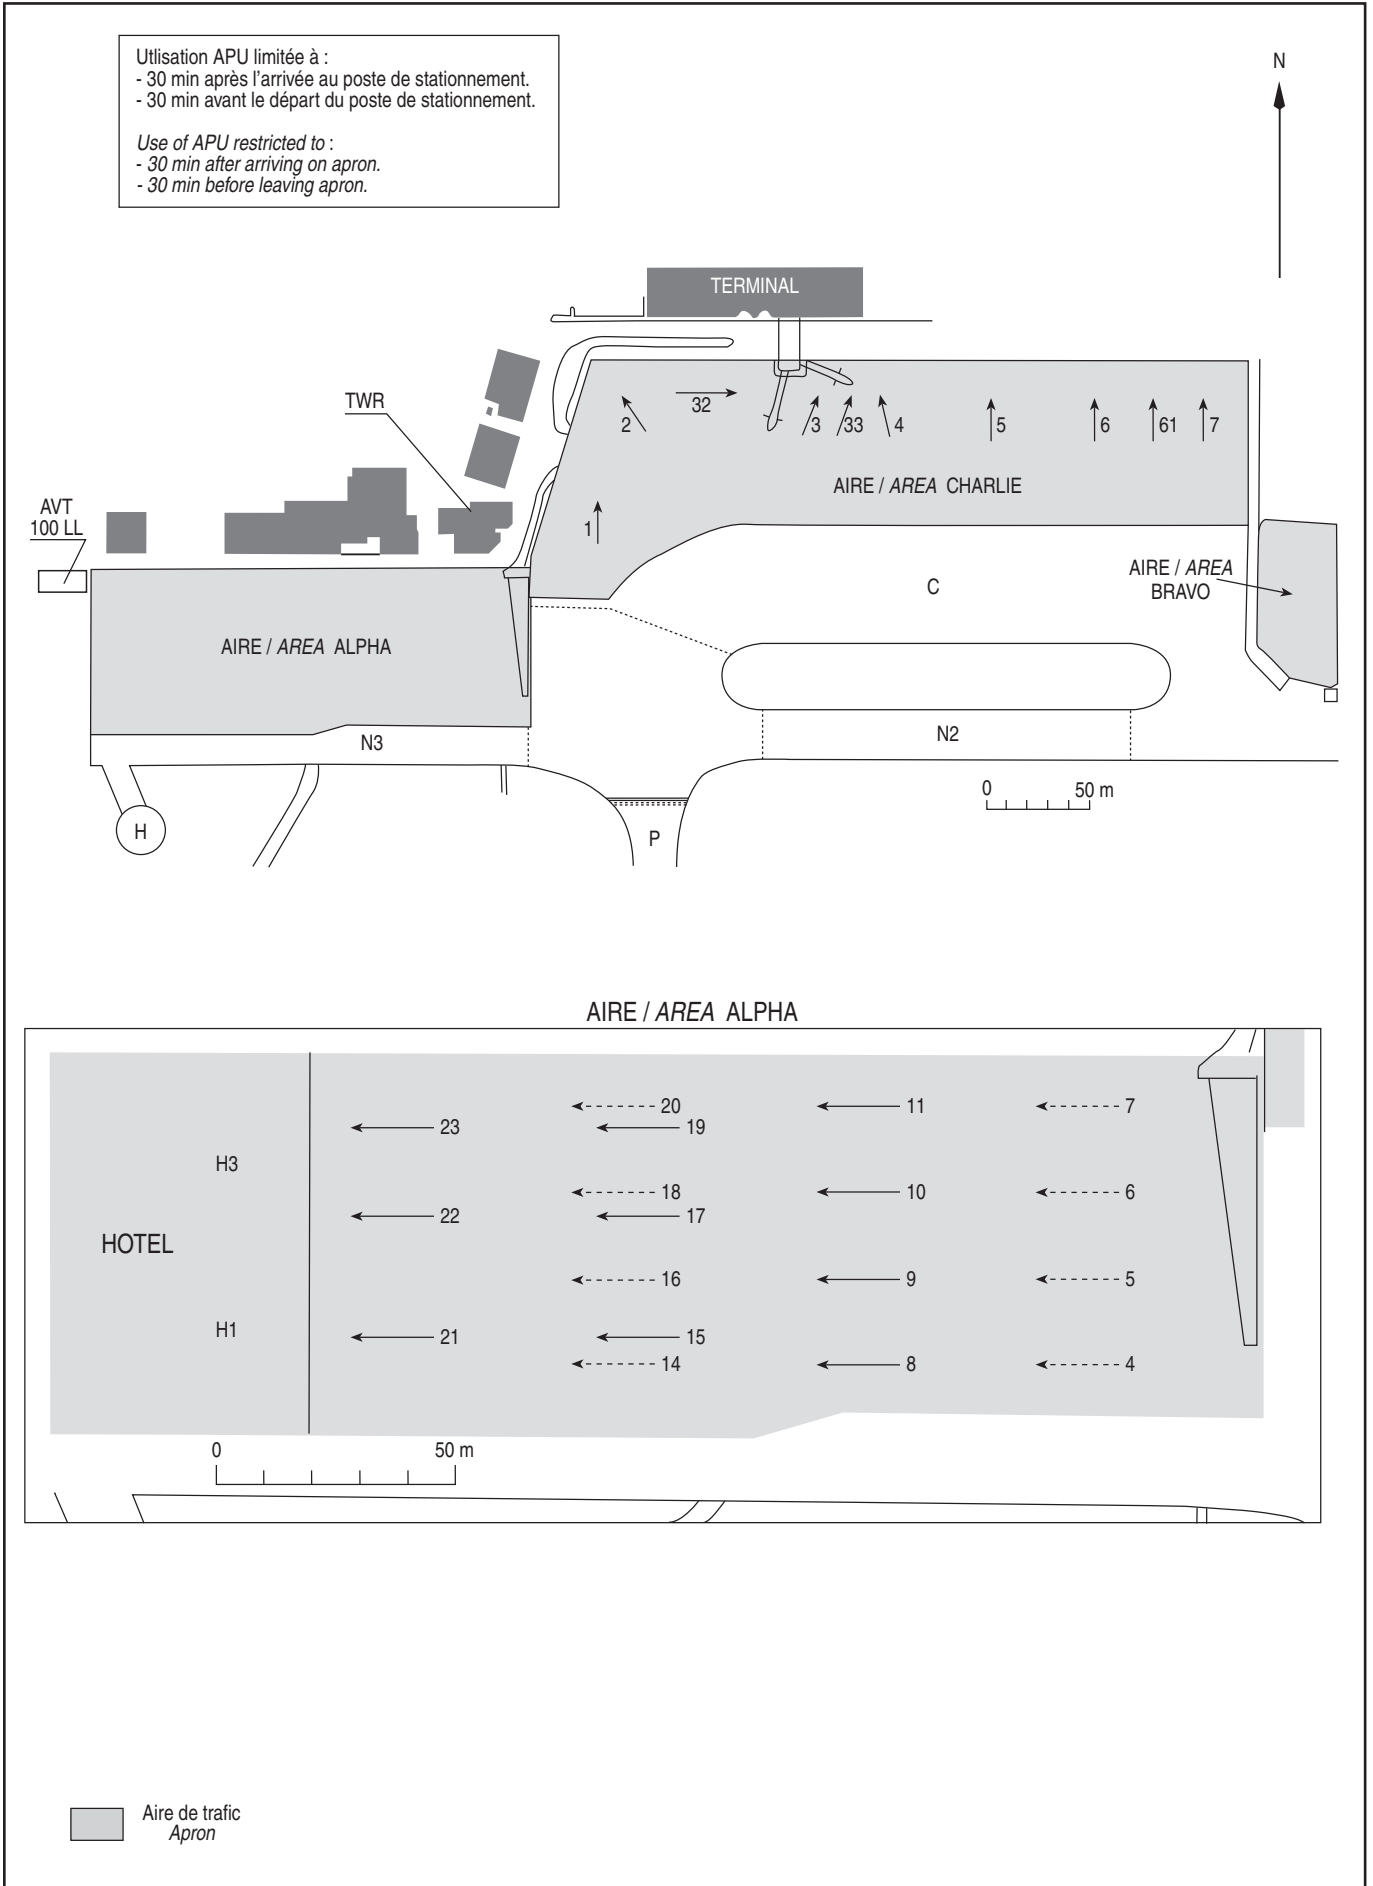 Utlisation APU limitée à :
- 30 min après l'arrivée au poste de stationnement.
- 30 min avant le départ du poste de stationnement.
Use of APU restricted to :
- 30 min after arriving on apron.
- 30 min before leaving apron.
N
TERMINAL
TWR
AVT
100 LL
2
32
3
33
4
5
6
61
7
AIRE / AREA CHARLIE
1
AIRE / AREA
BRAVO
C
AIRE / AREA ALPHA
N3
N2
0
50 m
H
P
AIRE / AREA ALPHA
20
11
7
23
19
H3
18
10
6
22
17
HOTEL
16
9
5
H1
21
15
14
8
4
0
50 m
Aire de trafic
Apron